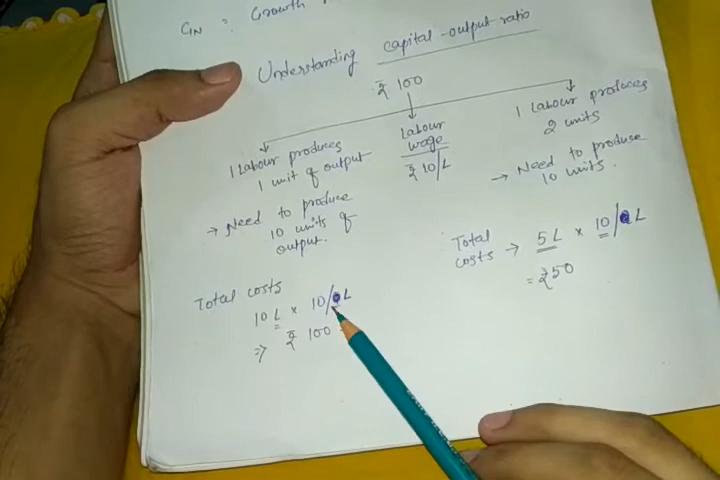 CIN : Growth
Understanding capital-output-ratio
₹ 100
1 Labour produces
1 unit of output
→ Need to produce
10 units of
output.
Total costs
10 L × 10/L
⇒ ₹ 100
Labour
wage
₹ 10/L
1 Labour produces
2 units
→ Need to produce
10 units.
Total
costs → 5L × 10/L
= ₹50